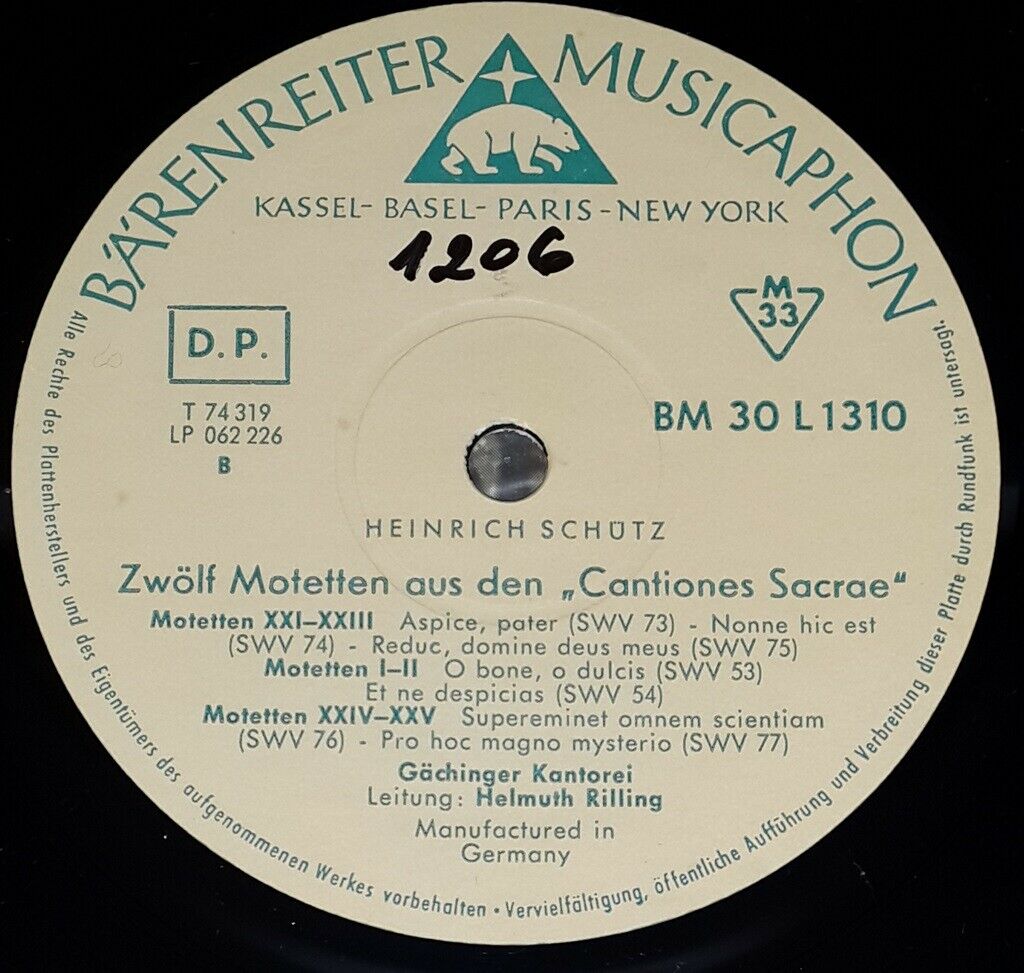 BÄRENREITER MUSICAPHON
KASSEL- BASEL- PARIS - NEW YORK
1206
D. P.
M
33
T 74 319
LP 062 226
B
BM 30 L 1310
HEINRICH SCHÜTZ
Zwölf Motetten aus den „Cantiones Sacrae"
Motetten XXI–XXIII Aspice, pater (SWV 73) - Nonne hic est
(SWV 74) - Reduc, domine deus meus (SWV 75)
Motetten I–II O bone, o dulcis (SWV 53)
Et ne despicias (SWV 54)
Motetten XXIV–XXV Supereminet omnem scientiam
(SWV 76) - Pro hoc magno mysterio (SWV 77)
Gächinger Kantorei
Leitung: Helmuth Rilling
Manufactured in
Germany
Alle Rechte des Plattenherstellers und des Eigentümers des aufgenommenen Werkes vorbehalten • Vervielfältigung, öffentliche Aufführung und Verbreitung dieser Platte durch Rundfunk ist untersagt.